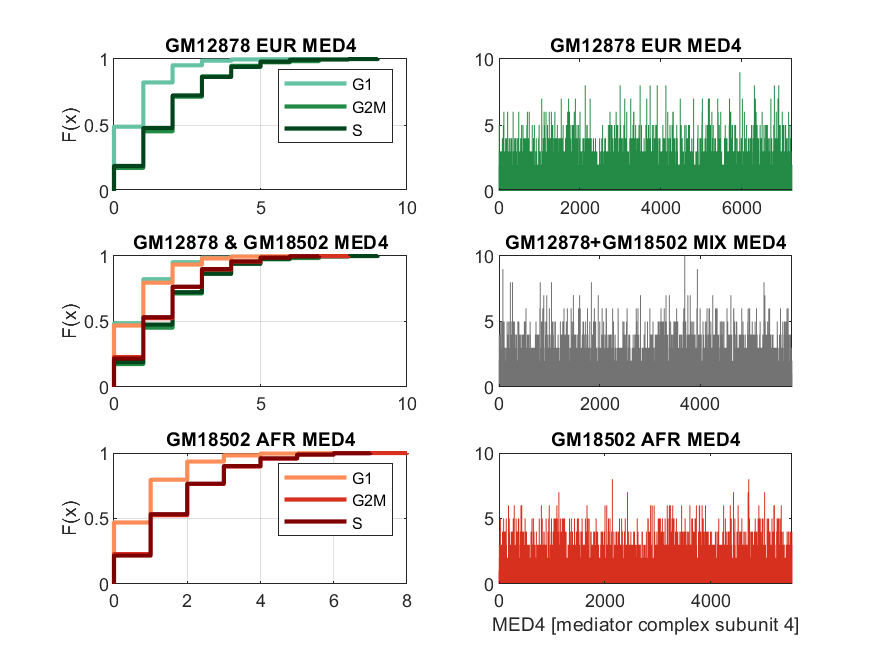 GM12878 EUR MED4
1
0.5
0
F(x)
0 5 10
G1
G2M
S
GM12878 EUR MED4
10
5
0
0 2000 4000 6000
GM12878 & GM18502 MED4
1
0.5
0
F(x)
0 5 10
GM12878+GM18502 MIX MED4
10
5
0
0 2000 4000
GM18502 AFR MED4
1
0.5
0
F(x)
0 2 4 6 8
G1
G2M
S
GM18502 AFR MED4
10
5
0
0 2000 4000
MED4 [mediator complex subunit 4]